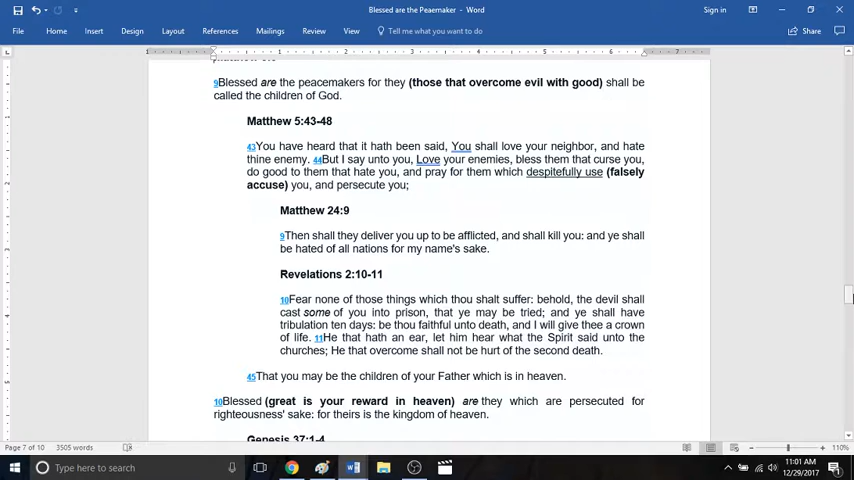 Blessed are the Peaemaker - Word
Sign in
File Home Insert Draw Design Layout References Mailings Review View Tell me what you want to do Share
9Blessed are the peacemakers for they (those that overcome evil with good) shall be
called the children of God.
Matthew 5:43-48
43You have heard that it hath been said, You shall love your neighbor, and hate
thine enemy. 44But I say unto you, Love your enemies, bless them that curse you,
do good to them that hate you, and pray for them which despitefully use (falsely
accuse) you, and persecute you;
Matthew 24:9
9Then shall they deliver you up to be afflicted, and shall kill you: and ye shall
be hated of all nations for my name's sake.
Revelations 2:10-11
10Fear none of those things which thou shalt suffer: behold, the devil shall
cast some of you into prison, that ye may be tried; and ye shall have
tribulation ten days: be thou faithful unto death, and I will give thee a crown
of life. 11He that hath an ear, let him hear what the Spirit said unto the
churches; He that overcome shall not be hurt of the second death.
45That you may be the children of your Father which is in heaven.
10Blessed (great is your reward in heaven) are they which are persecuted for
righteousness' sake: for theirs is the kingdom of heaven.
Genesis 37:1-4
Page 7 of 10 3505 words 110%
Type here to search
11:01 AM
12/29/2017